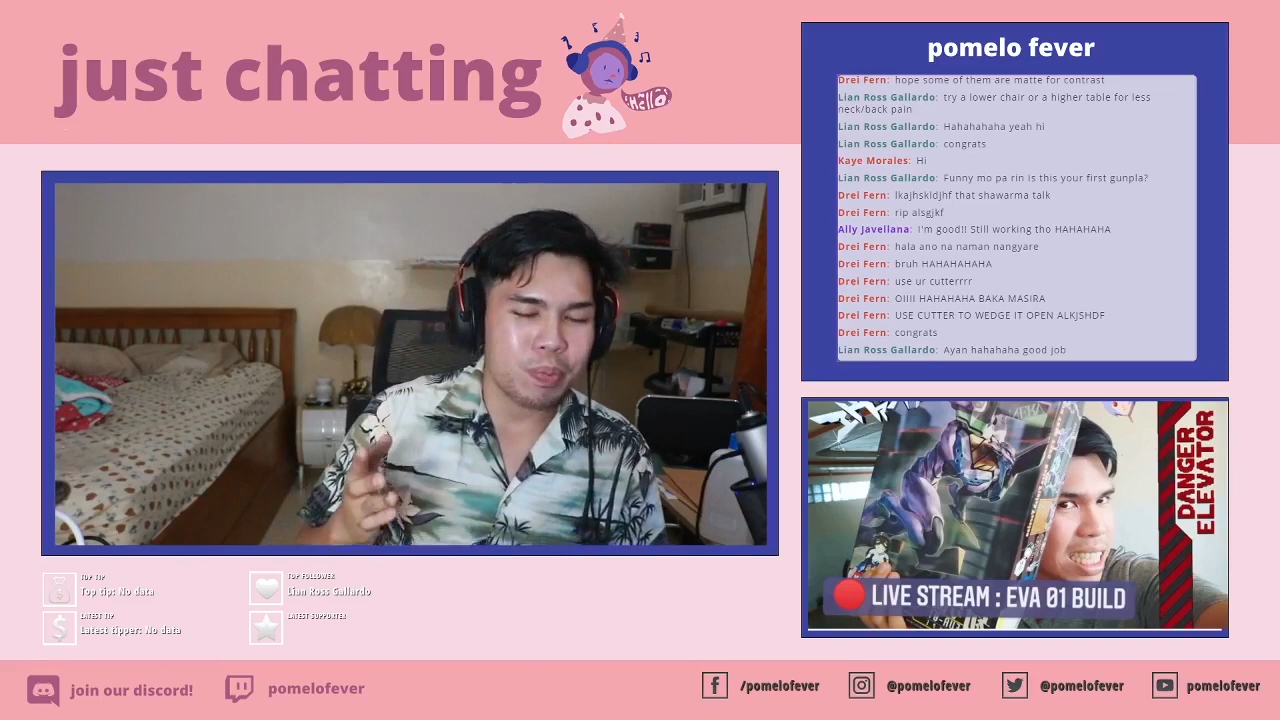 just chatting
Hello
pomelo fever
Drei Fern: hope some of them are matte for contrast
Lian Ross Gallardo: try a lower chair or a higher table for less
neck/back pain
Lian Ross Gallardo: Hahahahaha yeah hi
Lian Ross Gallardo: congrats
Kaye Morales: Hi
Lian Ross Gallardo: Funny mo pa rin is this your first gunpla?
Drei Fern: lkajhskldjhf that shawarma talk
Drei Fern: rip alsgjkf
Ally Javellana: I'm good!! Still working tho HAHAHAHA
Drei Fern: hala ano na naman nangyare
Drei Fern: bruh HAHAHAHAHA
Drei Fern: use ur cutterrrr
Drei Fern: OIIII HAHAHAHA BAKA MASIRA
Drei Fern: USE CUTTER TO WEDGE IT OPEN ALKJSHDF
Drei Fern: congrats
Lian Ross Gallardo: Ayan hahahaha good job
DANGER
ELEVATOR
LIVE STREAM : EVA 01 BUILD
TOP TIP
Top tip: No data
TOP FOLLOWER
Lian Ross Gallardo
LATEST TIP
Latest tipper: No data
LATEST SUPPORTER
join our discord!
pomelofever
/pomelofever
@pomelofever
@pomelofever
pomelofever